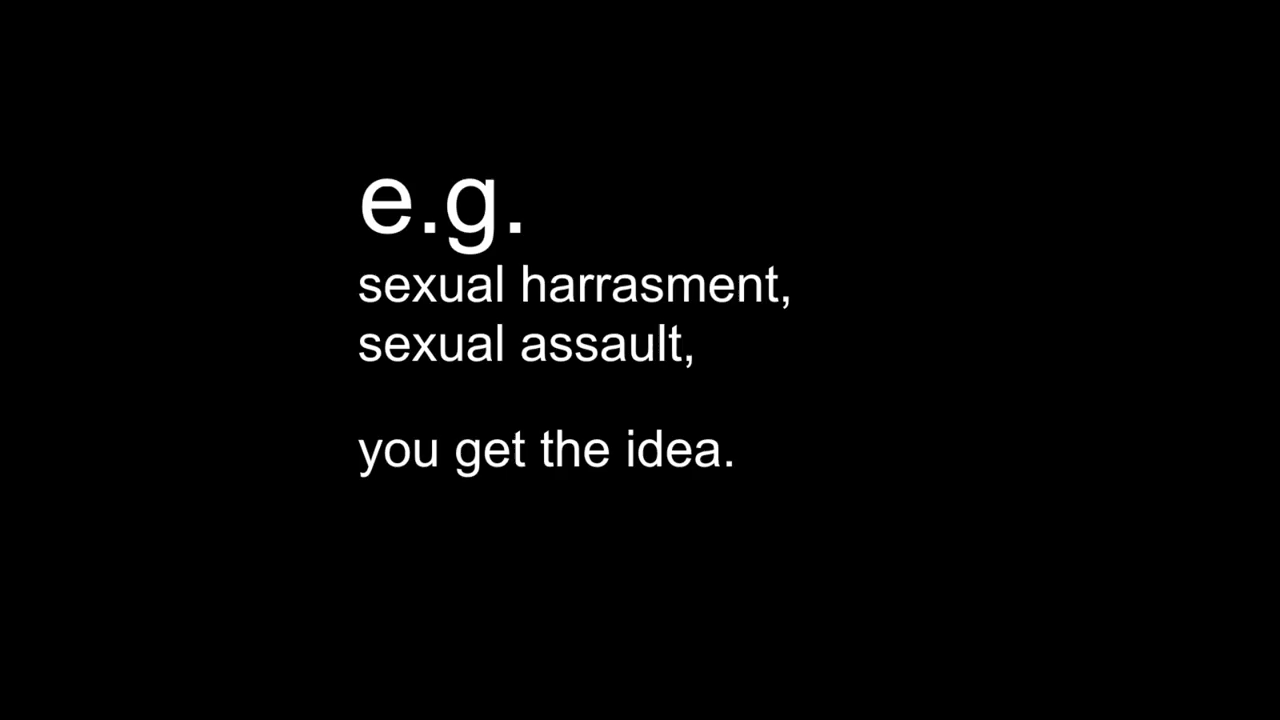 e.g.
sexual harrasment,
sexual assault,
you get the idea.